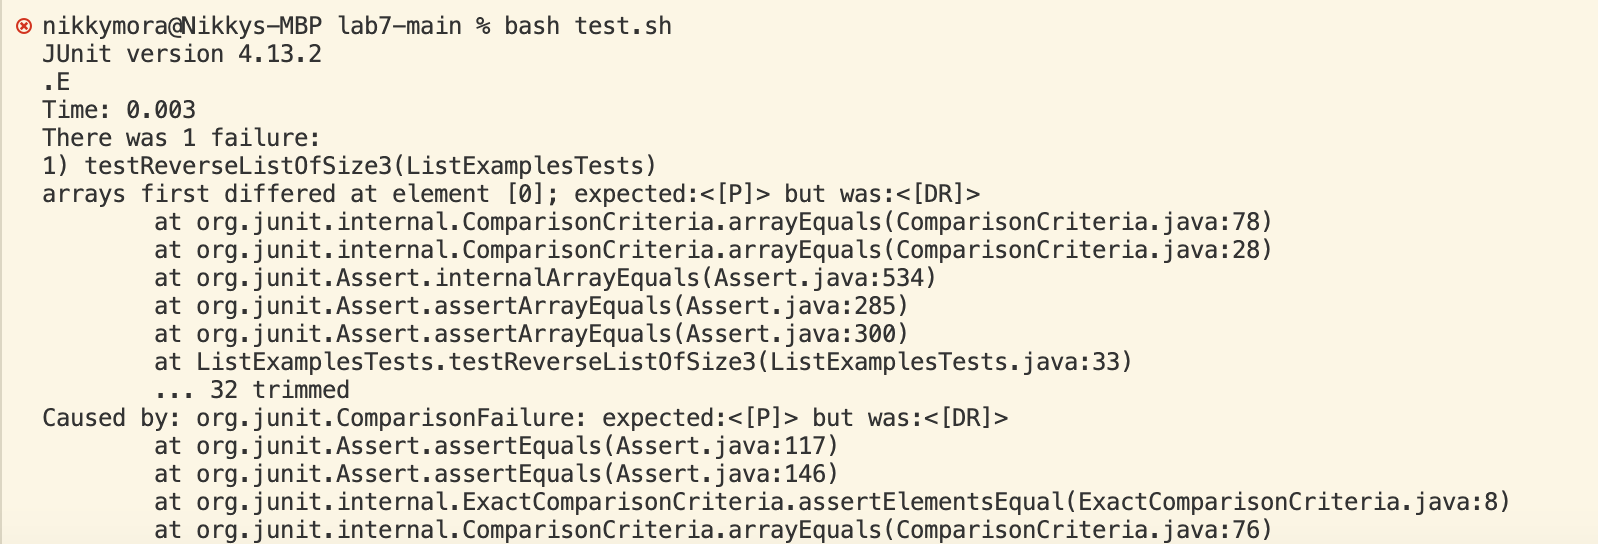 nikkymora@Nikkys-MBP lab7-main % bash test.sh
JUnit version 4.13.2
.E
Time: 0.003
There was 1 failure:
1) testReverseListOfSize3(ListExamplesTests)
arrays first differed at element [0]; expected:<[P]> but was:<[DR]>
at org.junit.internal.ComparisonCriteria.arrayEquals(ComparisonCriteria.java:78)
at org.junit.internal.ComparisonCriteria.arrayEquals(ComparisonCriteria.java:28)
at org.junit.Assert.internalArrayEquals(Assert.java:534)
at org.junit.Assert.assertArrayEquals(Assert.java:285)
at org.junit.Assert.assertArrayEquals(Assert.java:300)
at ListExamplesTests.testReverseListOfSize3(ListExamplesTests.java:33)
... 32 trimmed
Caused by: org.junit.ComparisonFailure: expected:<[P]> but was:<[DR]>
at org.junit.Assert.assertEquals(Assert.java:117)
at org.junit.Assert.assertEquals(Assert.java:146)
at org.junit.internal.ExactComparisonCriteria.assertElementsEqual(ExactComparisonCriteria.java:8)
at org.junit.internal.ComparisonCriteria.arrayEquals(ComparisonCriteria.java:76)